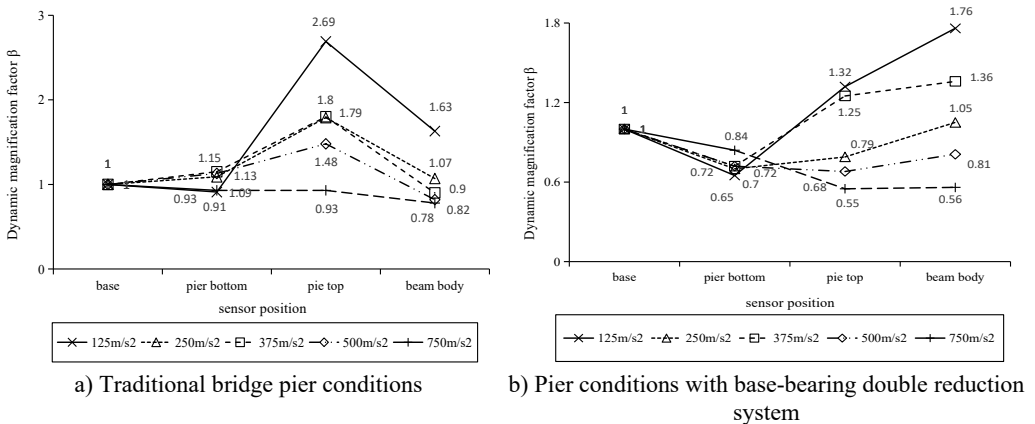 3
2
1
0
Dynamic magnification factor β
1
1
1.15
1.13
1.09
0.93
0.91
2.69
1.8
1.79
1.48
0.93
1.63
1.07
0.9
0.82
0.78
base
pier bottom
pie top
beam body
sensor position
125m/s2
250m/s2
375m/s2
500m/s2
750m/s2
a) Traditional bridge pier conditions
1.8
1.2
0.6
0
Dynamic magnification factor β
1
1
0.84
0.72
0.72
0.7
0.65
1.32
1.25
0.79
0.68
0.55
1.76
1.36
1.05
0.81
0.56
base
pier bottom
pie top
beam body
sensor position
125m/s2
250m/s2
375m/s2
500m/s2
750m/s2
b) Pier conditions with base-bearing double reduction
system